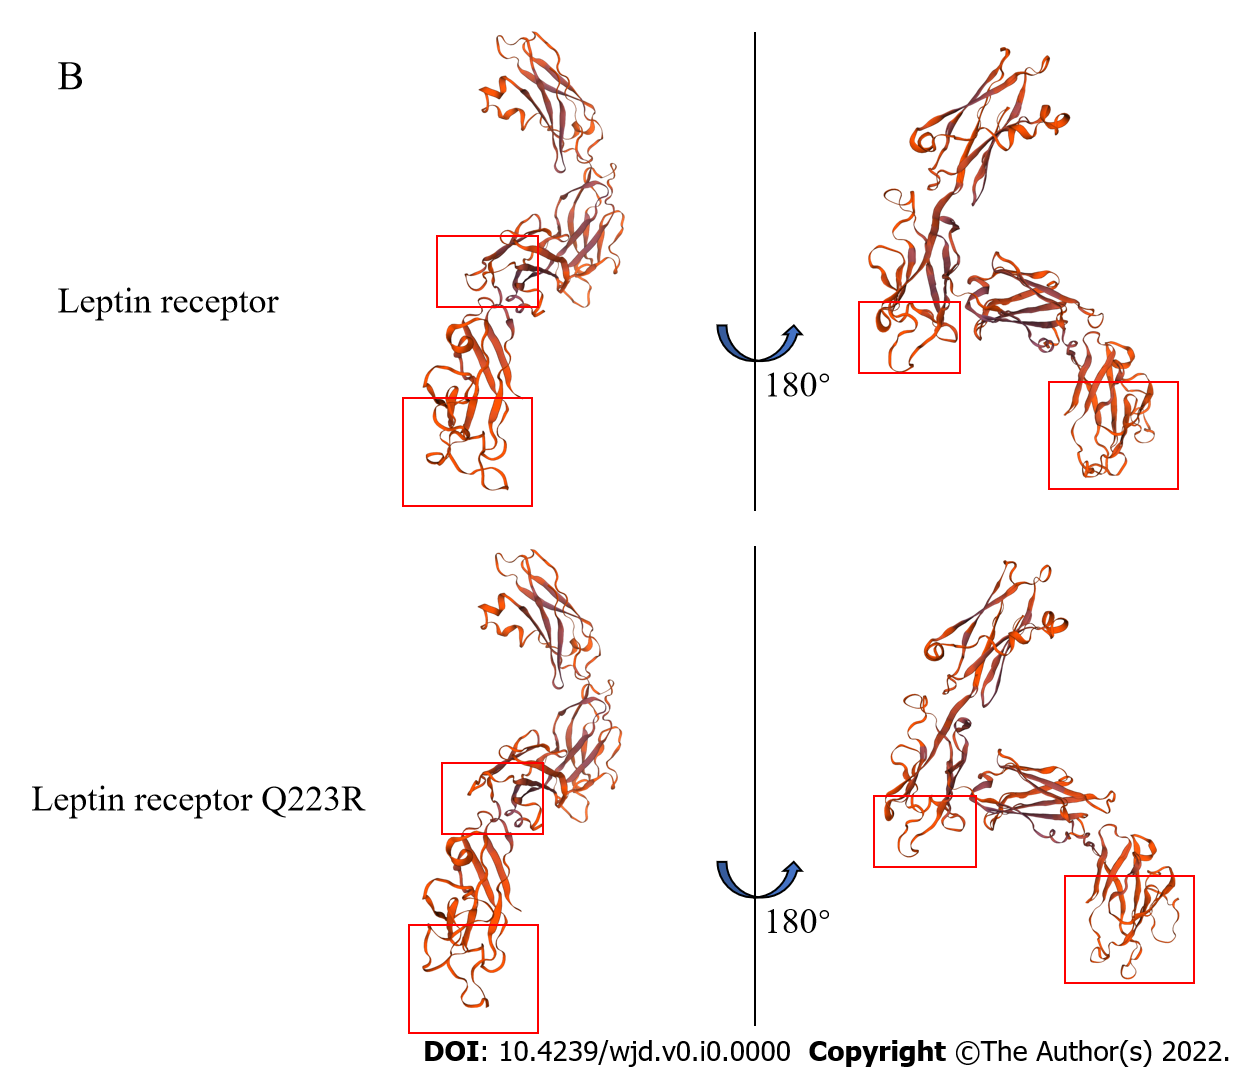 B
Leptin receptor
180°
Leptin receptor Q223R
180°
DOI: 10.4239/wjd.v0.i0.0000 Copyright ©The Author(s) 2022.